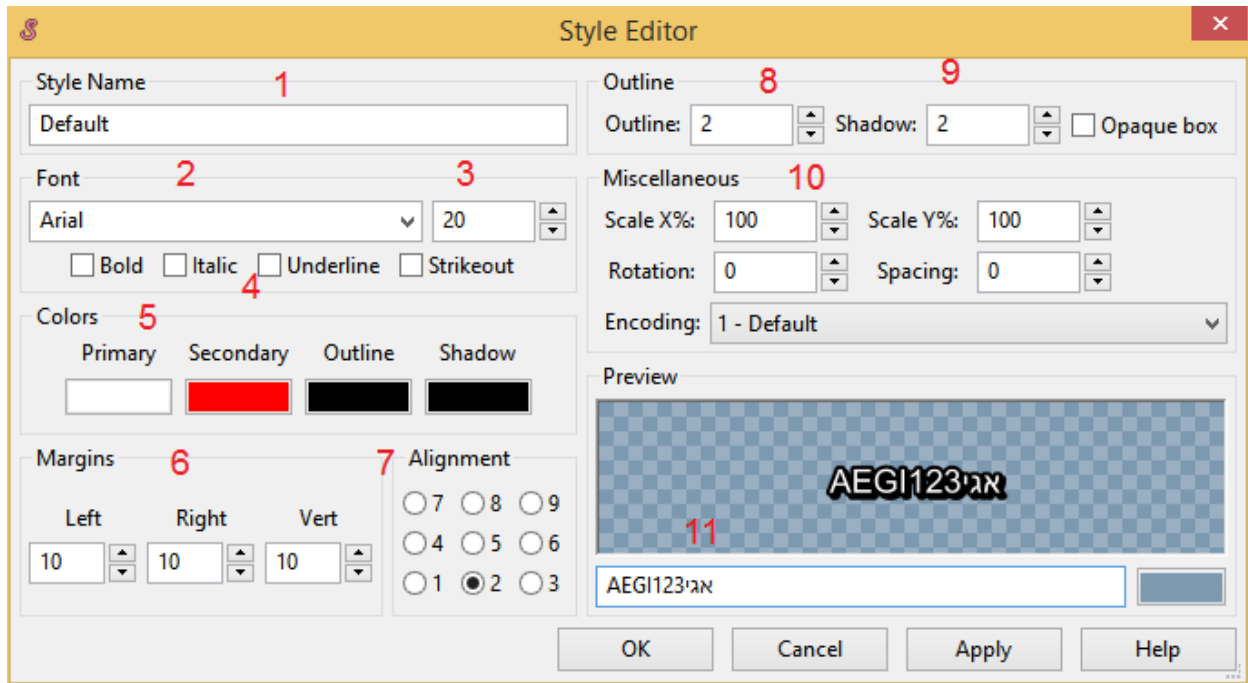 Style Editor
Style Name 1
Default
Font 2 3
Arial 20
Bold Italic Underline Strikeout
4
Colors 5
Primary Secondary Outline Shadow
Margins 6
Left Right Vert
10 10 10
7 Alignment
7 8 9
4 5 6
1 2 3
Outline 8 9
Outline: 2 Shadow: 2 Opaque box
Miscellaneous 10
Scale X%: 100 Scale Y%: 100
Rotation: 0 Spacing: 0
Encoding: 1 - Default
Preview
AEGI123אגי
11
AEGI123אגי
OK Cancel Apply Help